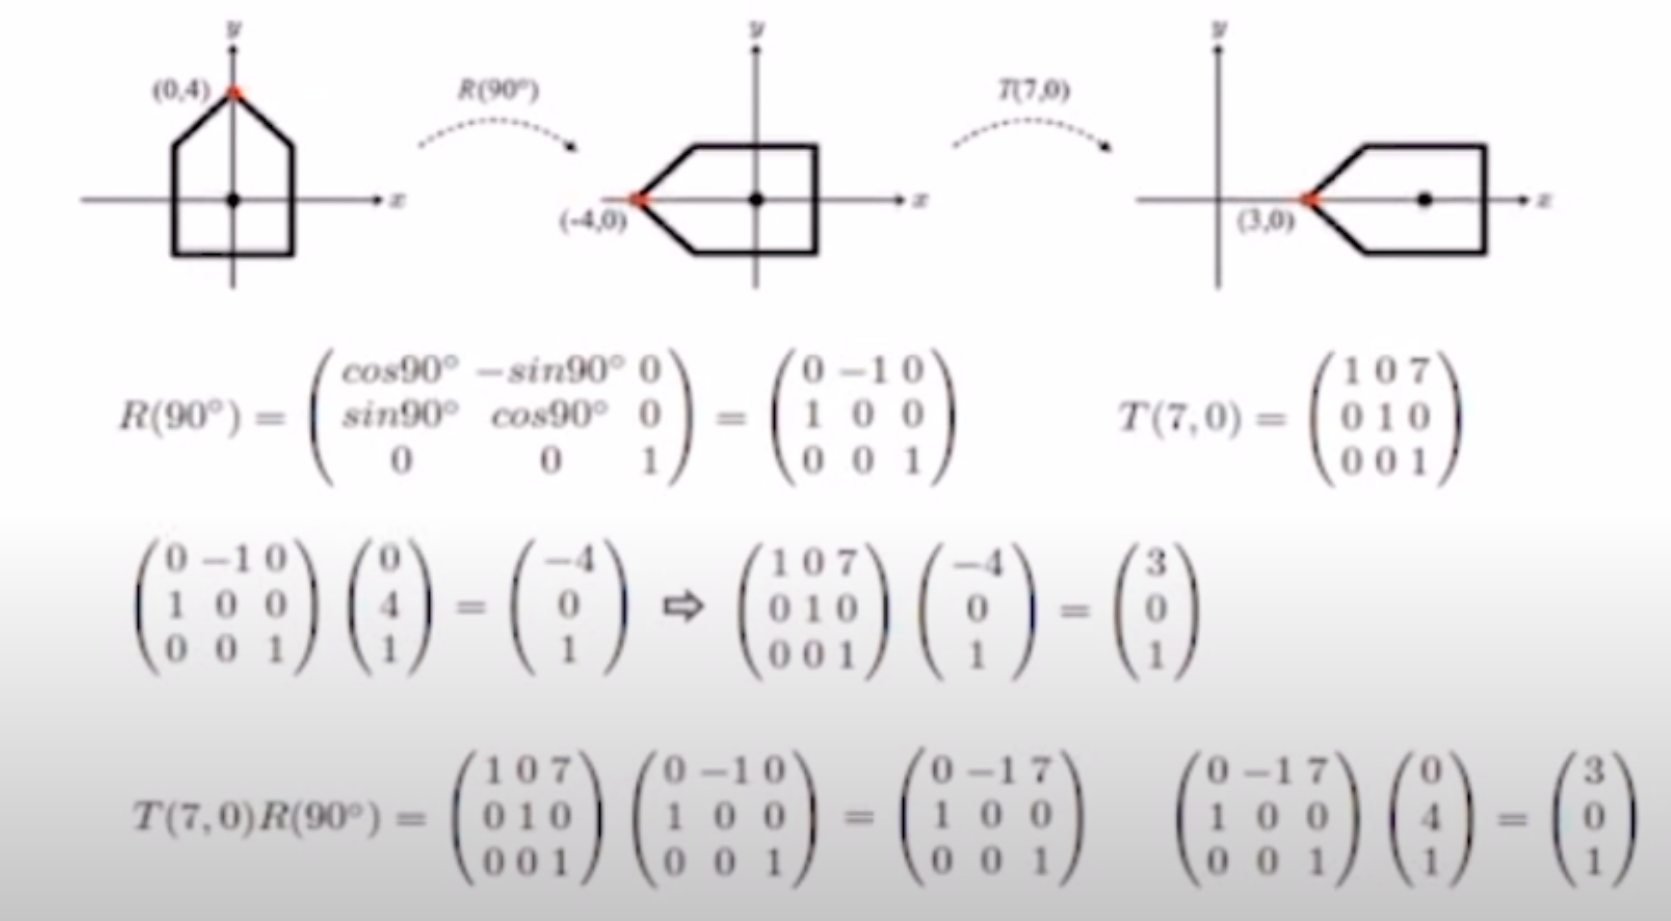 y y y
(0,4) R(90°) T(7,0)
x x x
(-4,0) (3,0)
R(90°) = ( cos90° −sin90° 0 ) = ( 0 −1 0 ) T(7,0) = ( 1 0 7 )
( sin90° cos90° 0 ) ( 1 0 0 ) ( 0 1 0 )
( 0 0 1 ) ( 0 0 1 ) ( 0 0 1 )
( 0 −1 0 ) ( 0 ) = ( −4 ) ⇨ ( 1 0 7 ) ( −4 ) = ( 3 )
( 1 0 0 ) ( 4 ) ( 0 ) ( 0 1 0 ) ( 0 ) ( 0 )
( 0 0 1 ) ( 1 ) ( 1 ) ( 0 0 1 ) ( 1 ) ( 1 )
T(7,0)R(90°) = ( 1 0 7 ) ( 0 −1 0 ) = ( 0 −1 7 ) ( 0 −1 7 ) ( 0 ) = ( 3 )
( 0 1 0 ) ( 1 0 0 ) ( 1 0 0 ) ( 1 0 0 ) ( 4 ) ( 0 )
( 0 0 1 ) ( 0 0 1 ) ( 0 0 1 ) ( 0 0 1 ) ( 1 ) ( 1 )